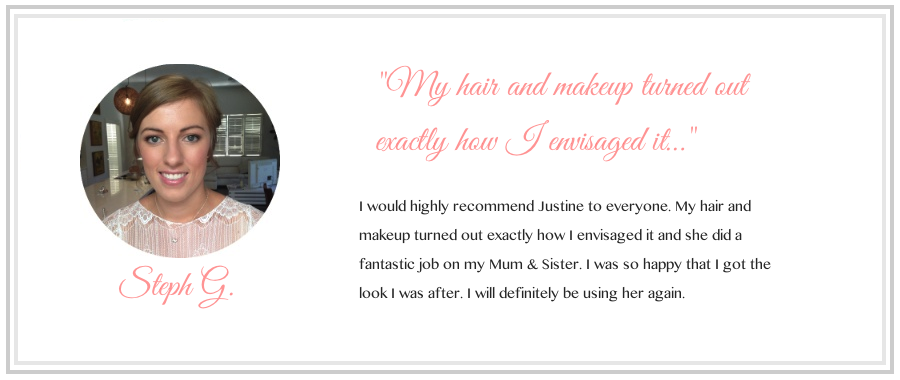 "My hair and makeup turned out
exactly how I envisaged it..."
I would highly recommend Justine to everyone. My hair and
makeup turned out exactly how I envisaged it and she did a
fantastic job on my Mum & Sister. I was so happy that I got the
look I was after. I will definitely be using her again.
Steph G.